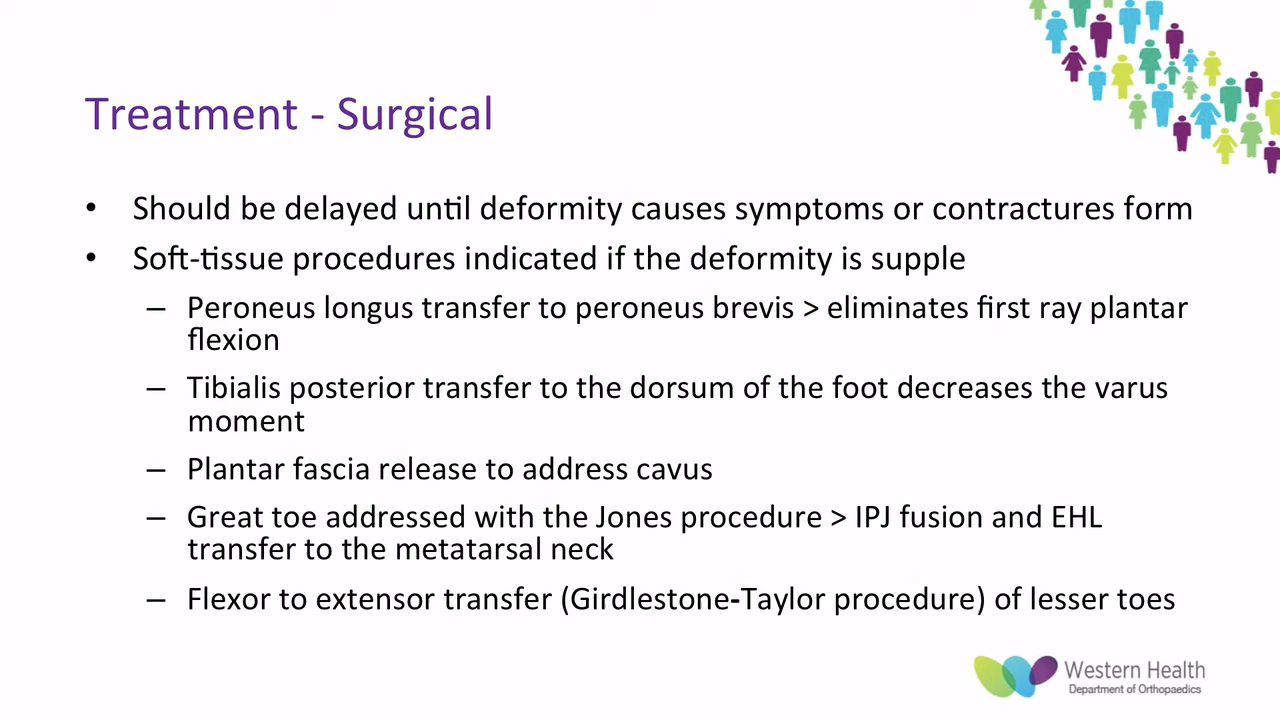 Treatment - Surgical
• Should be delayed until deformity causes symptoms or contractures form
• Soft-tissue procedures indicated if the deformity is supple
– Peroneus longus transfer to peroneus brevis > eliminates first ray plantar
flexion
– Tibialis posterior transfer to the dorsum of the foot decreases the varus
moment
– Plantar fascia release to address cavus
– Great toe addressed with the Jones procedure > IPJ fusion and EHL
transfer to the metatarsal neck
– Flexor to extensor transfer (Girdlestone-Taylor procedure) of lesser toes
Western Health
Department of Orthopaedics